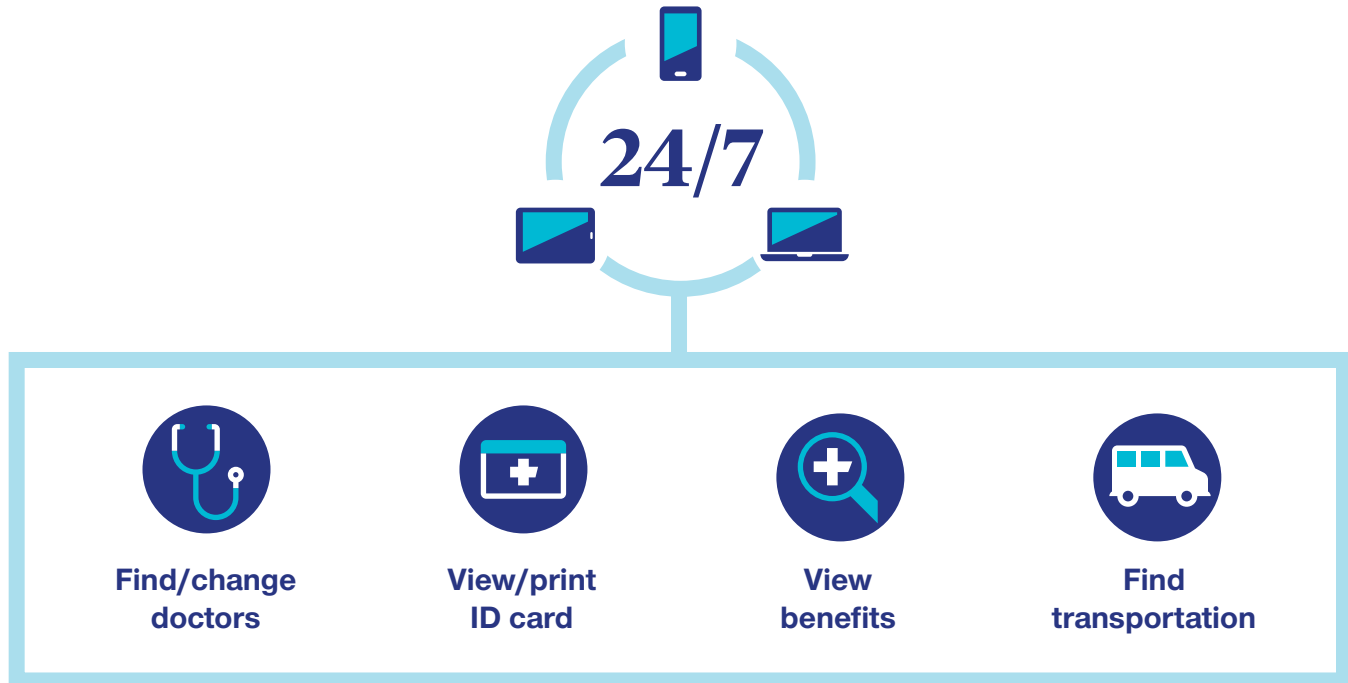 24/7
Find/change
doctors
View/print
ID card
View
benefits
Find
transportation